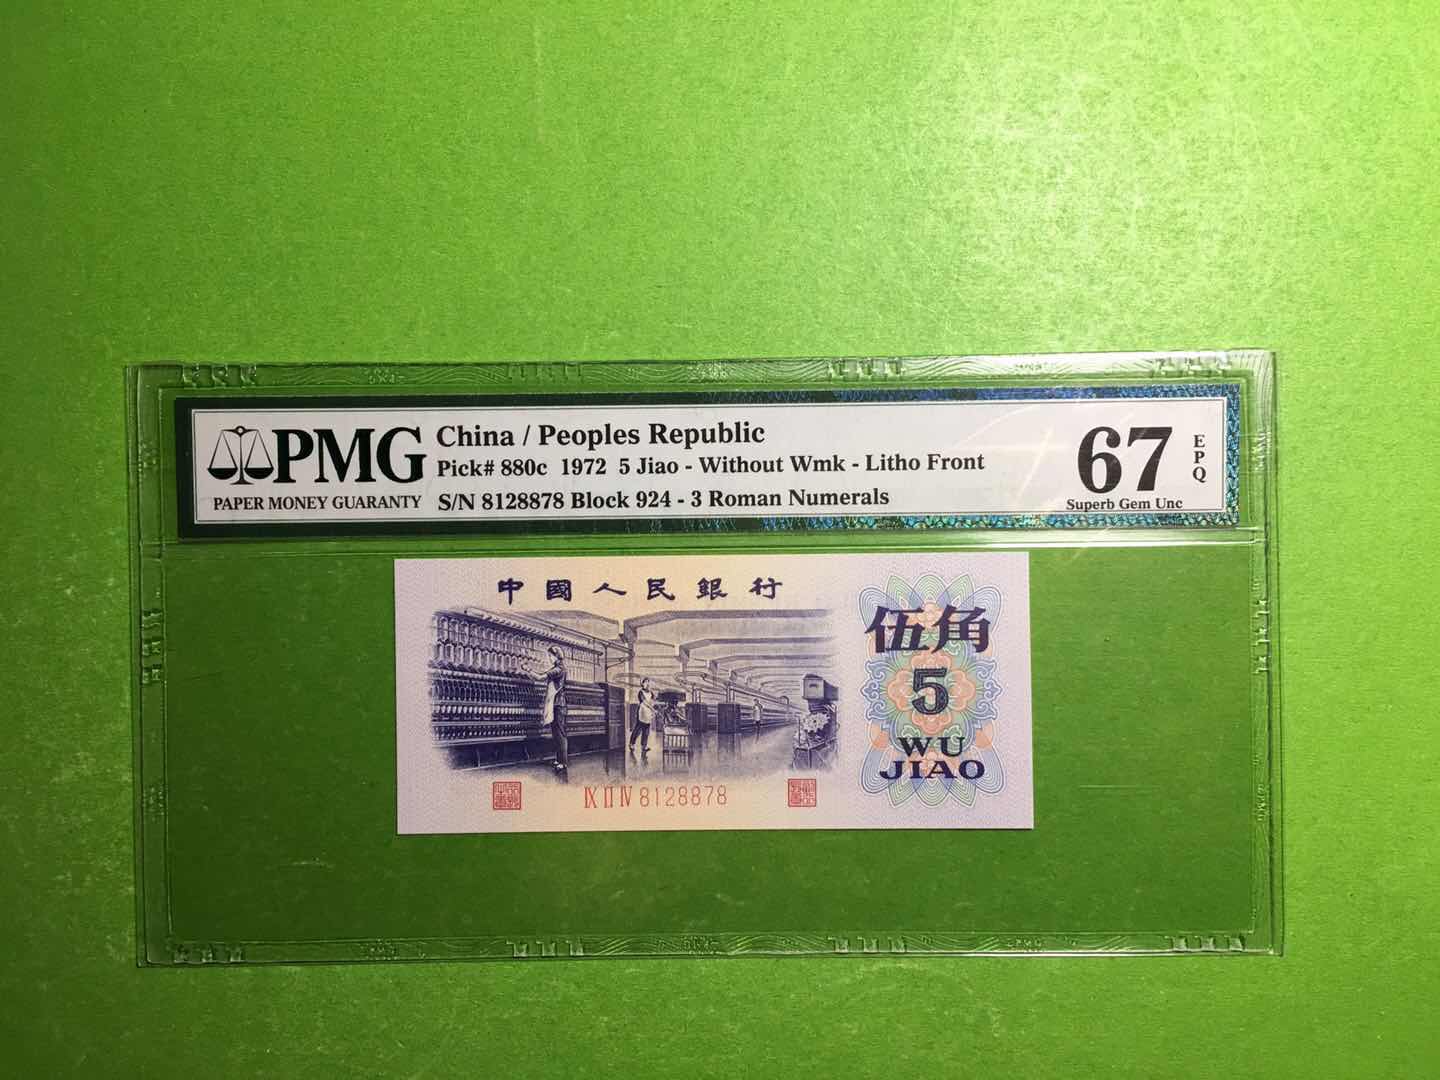 PMG
PAPER MONEY GUARANTY
China / Peoples Republic
Pick# 880c 1972 5 Jiao - Without Wmk - Litho Front
S/N 8128878 Block 924 - 3 Roman Numerals
67
EPQ
Superb Gem Unc
中國人民銀行
伍角
5
WU
JIAO
IX II IV 8128878